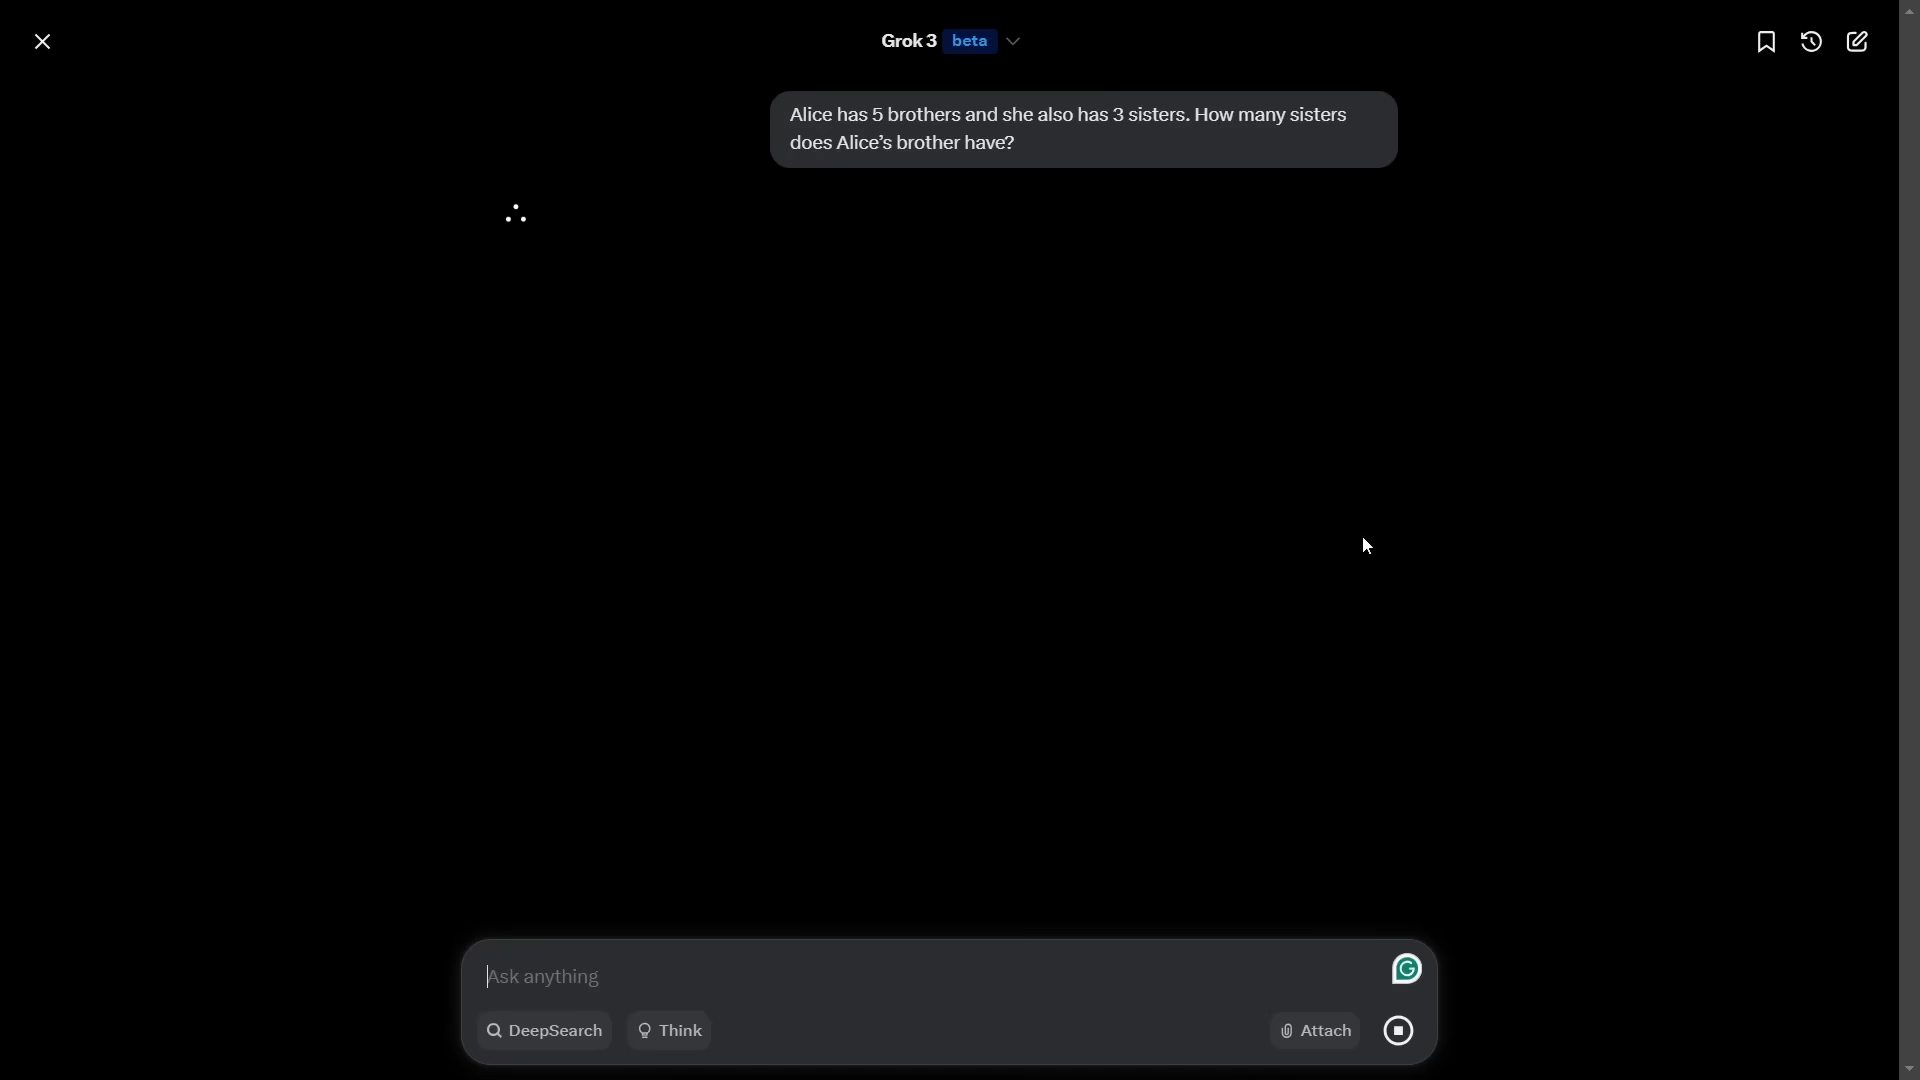 Grok 3 beta
Alice has 5 brothers and she also has 3 sisters. How many sisters
does Alice’s brother have?
Ask anything
DeepSearch Think Attach